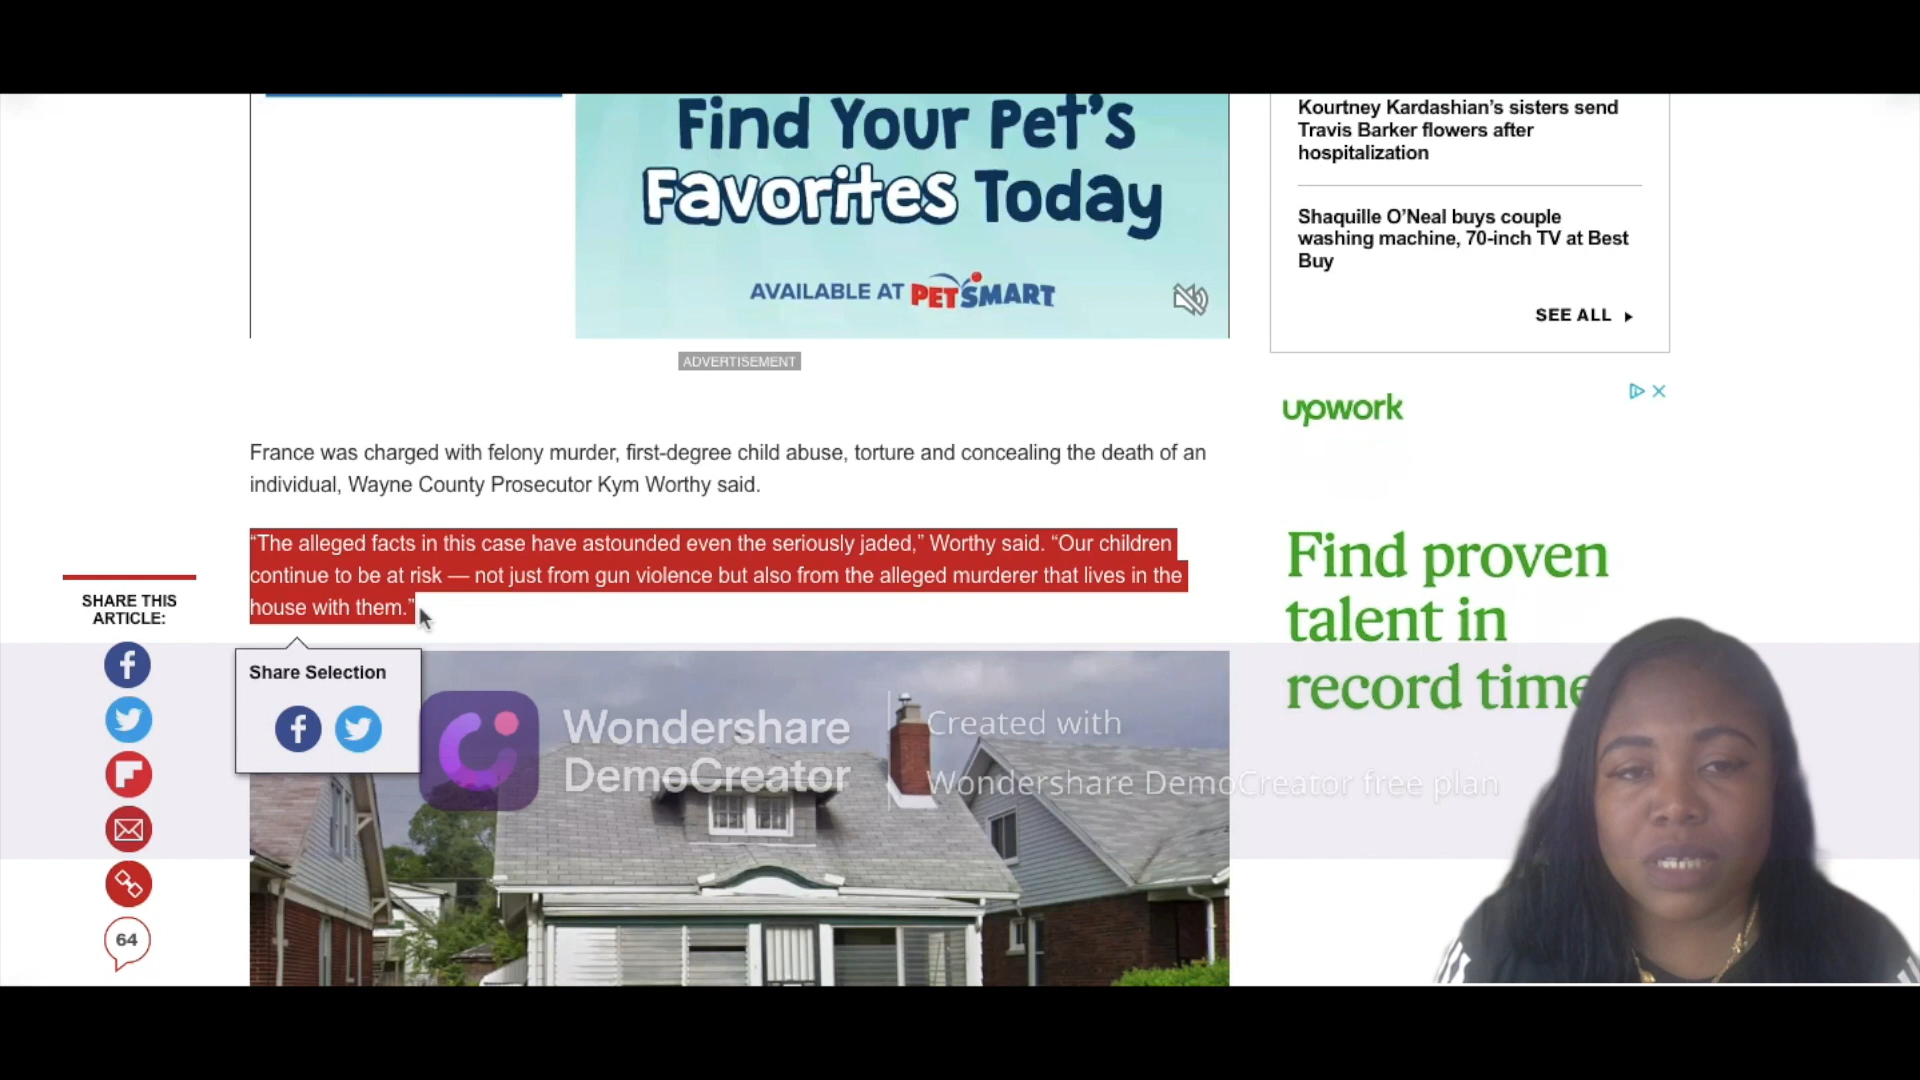 Find Your Pet's
Favorites Today
AVAILABLE AT PETSMART
ADVERTISEMENT
Kourtney Kardashian’s sisters send
Travis Barker flowers after
hospitalization
Shaquille O’Neal buys couple
washing machine, 70-inch TV at Best
Buy
SEE ALL
upwork
Find proven
talent in
record time
France was charged with felony murder, first-degree child abuse, torture and concealing the death of an
individual, Wayne County Prosecutor Kym Worthy said.
“The alleged facts in this case have astounded even the seriously jaded,” Worthy said. “Our children
continue to be at risk — not just from gun violence but also from the alleged murderer that lives in the
house with them.”
SHARE THIS
ARTICLE:
64
Share Selection
Wondershare
DemoCreator
Created with
Wondershare DemoCreator free plan